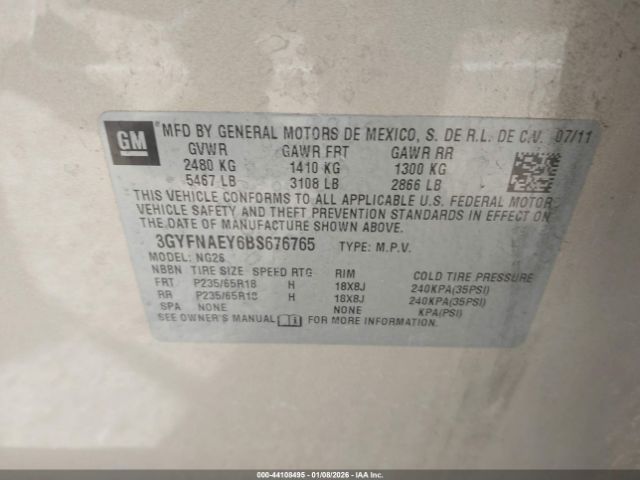 GM
MFD BY GENERAL MOTORS DE MEXICO, S. DE R.L. DE C.V. 07/11
GVWR GAWR FRT GAWR RR
2480 KG 1410 KG 1300 KG
5467 LB 3108 LB 2866 LB
THIS VEHICLE CONFORMS TO ALL APPLICABLE U.S. FEDERAL MOTOR
VEHICLE SAFETY AND THEFT PREVENTION STANDARDS IN EFFECT ON
THE DATE OF MANUFACTURE SHOWN ABOVE.
3GYFNAEY6BS676765 TYPE: M.P.V.
MODEL: NG26
NBBN TIRE SIZE SPEED RTG RIM COLD TIRE PRESSURE
FRT P235/65R18 H 18X8J 240KPA(35PSI)
RR P235/65R18 H 18X8J 240KPA(35PSI)
SPA NONE NONE KPA(PSI)
SEE OWNER'S MANUAL FOR MORE INFORMATION.
000-44108495 - 01/08/2026 - IAAI.com